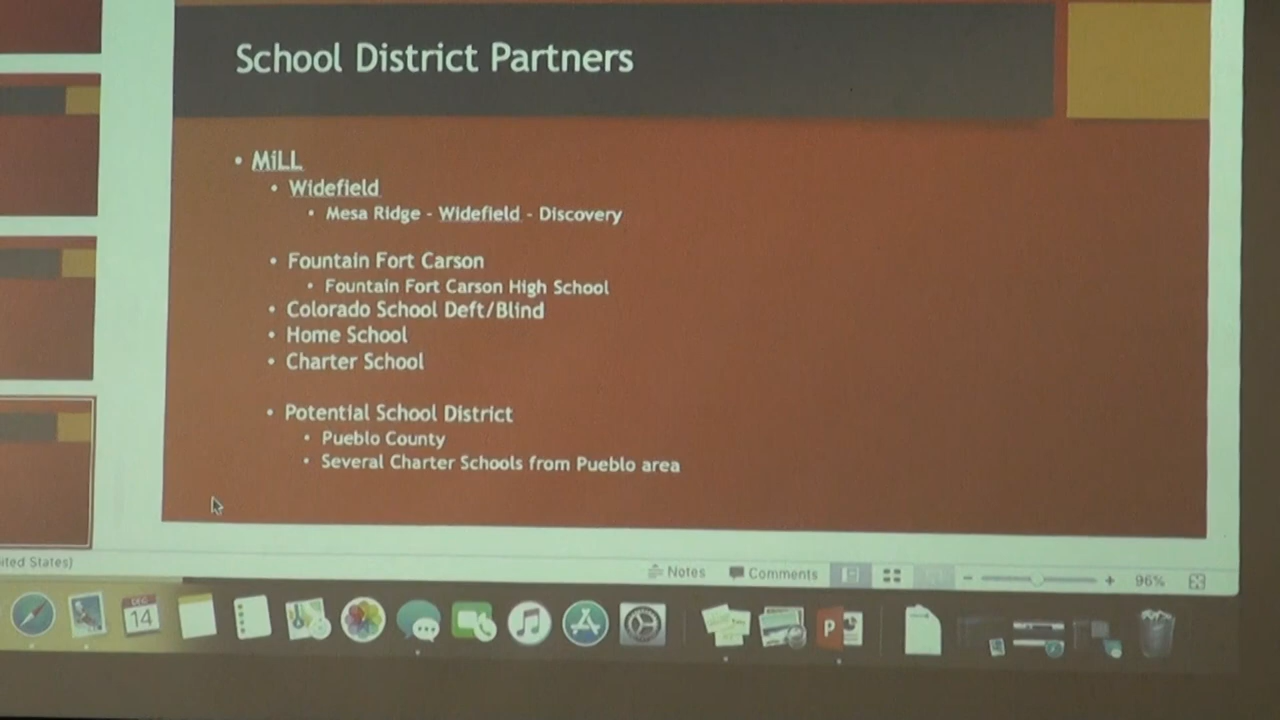 School District Partners
• MiLL
• Widefield
• Mesa Ridge - Widefield - Discovery
• Fountain Fort Carson
• Fountain Fort Carson High School
• Colorado School Deft/Blind
• Home School
• Charter School
• Potential School District
• Pueblo County
• Several Charter Schools from Pueblo area
ited States)
Notes
Comments
96%
DEC
14
P